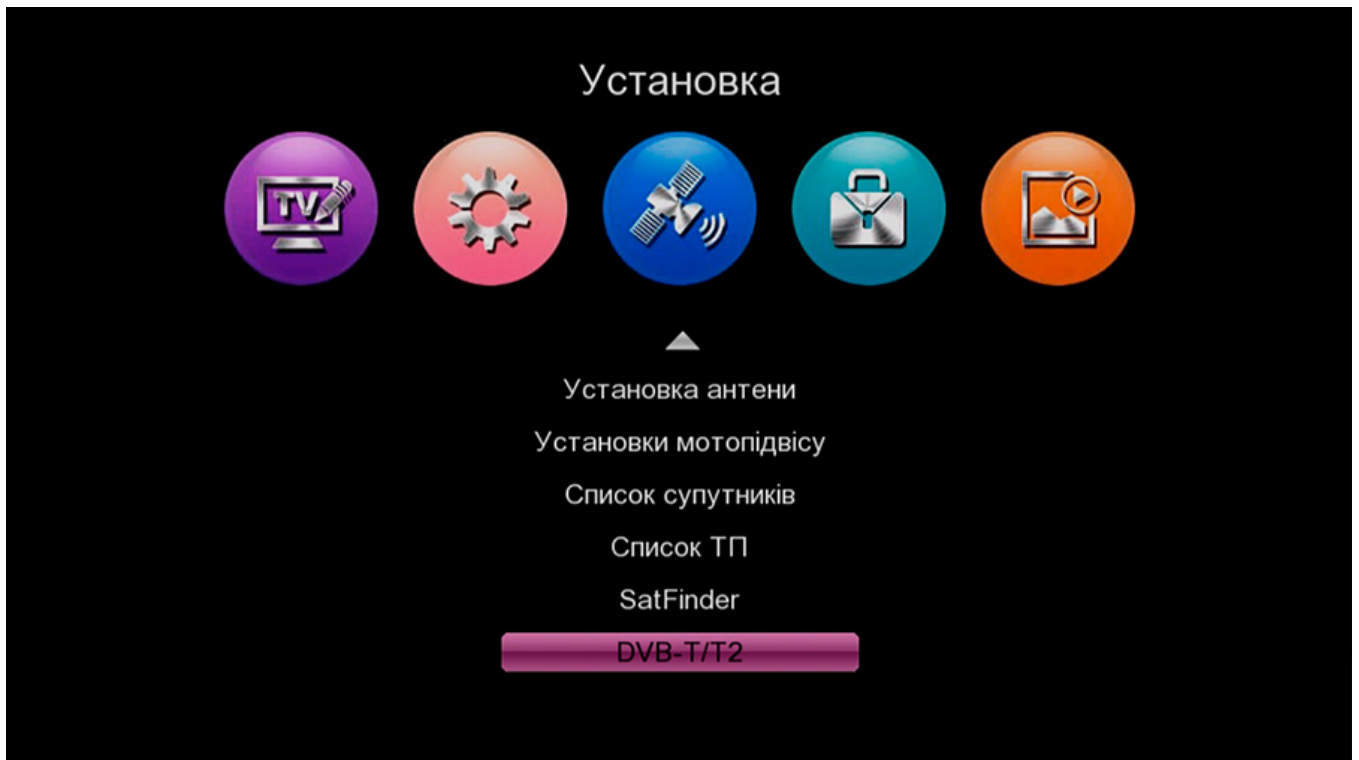 Установка
TV
Установка антени
Установки мотопідвісу
Список супутників
Список ТП
SatFinder
DVB-T/T2